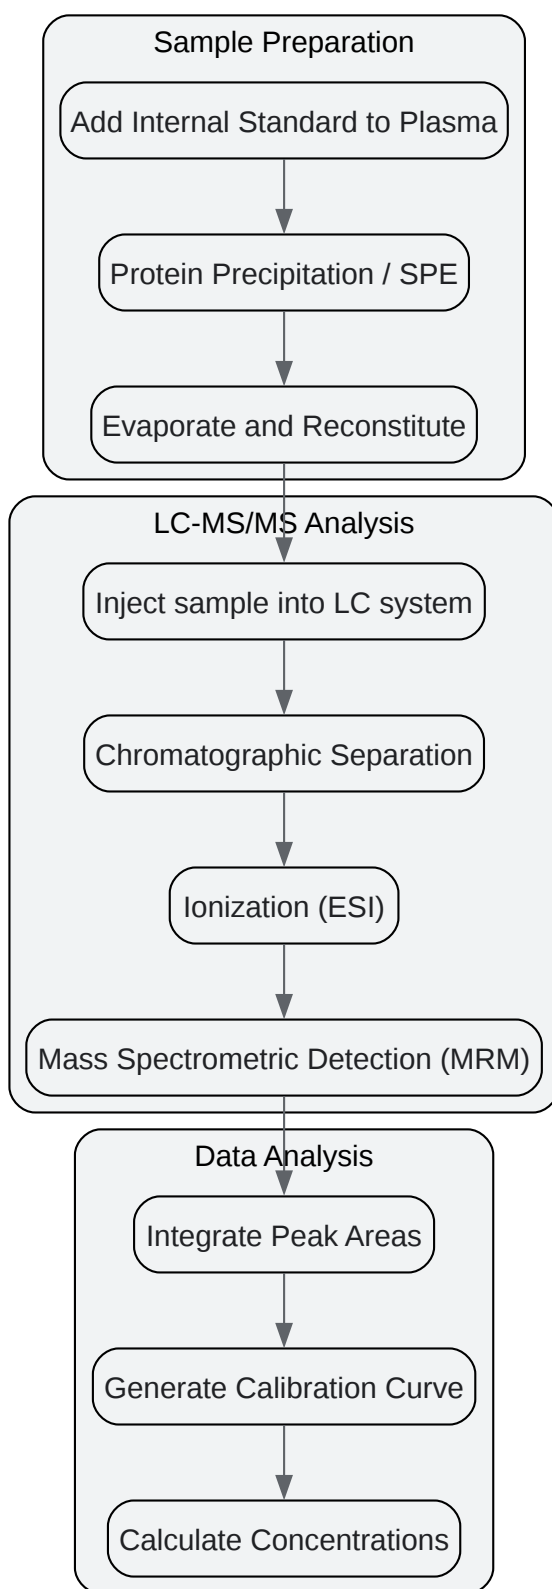 Sample Preparation
Add Internal Standard to Plasma
Protein Precipitation / SPE
Evaporate and Reconstitute
LC-MS/MS Analysis
Inject sample into LC system
Chromatographic Separation
Ionization (ESI)
Mass Spectrometric Detection (MRM)
Data Analysis
Integrate Peak Areas
Generate Calibration Curve
Calculate Concentrations